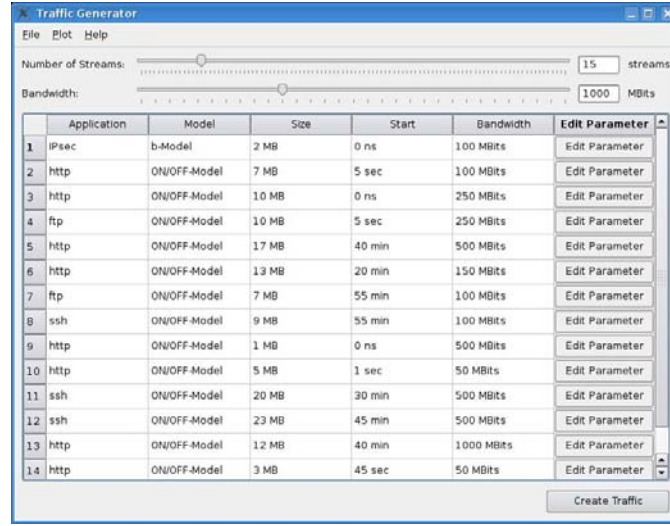 Traffic Generator
File Plot Help
Number of Streams: 15 streams
Bandwidth: 1000 MBits
Application Model Size Start Bandwidth Edit Parameter
1 IPsec b-Model 2 MB 0 ns 100 MBits Edit Parameter
2 http ON/OFF-Model 7 MB 5 sec 100 MBits Edit Parameter
3 http ON/OFF-Model 10 MB 0 ns 250 MBits Edit Parameter
4 ftp ON/OFF-Model 10 MB 5 sec 250 MBits Edit Parameter
5 http ON/OFF-Model 17 MB 40 min 500 MBits Edit Parameter
6 http ON/OFF-Model 13 MB 20 min 150 MBits Edit Parameter
7 ftp ON/OFF-Model 7 MB 55 min 100 MBits Edit Parameter
8 ssh ON/OFF-Model 9 MB 55 min 100 MBits Edit Parameter
9 http ON/OFF-Model 1 MB 0 ns 500 MBits Edit Parameter
10 http ON/OFF-Model 5 MB 1 sec 50 MBits Edit Parameter
11 ssh ON/OFF-Model 20 MB 30 min 500 MBits Edit Parameter
12 ssh ON/OFF-Model 23 MB 45 min 500 MBits Edit Parameter
13 http ON/OFF-Model 12 MB 40 min 1000 MBits Edit Parameter
14 http ON/OFF-Model 3 MB 45 sec 50 MBits Edit Parameter
Create Traffic